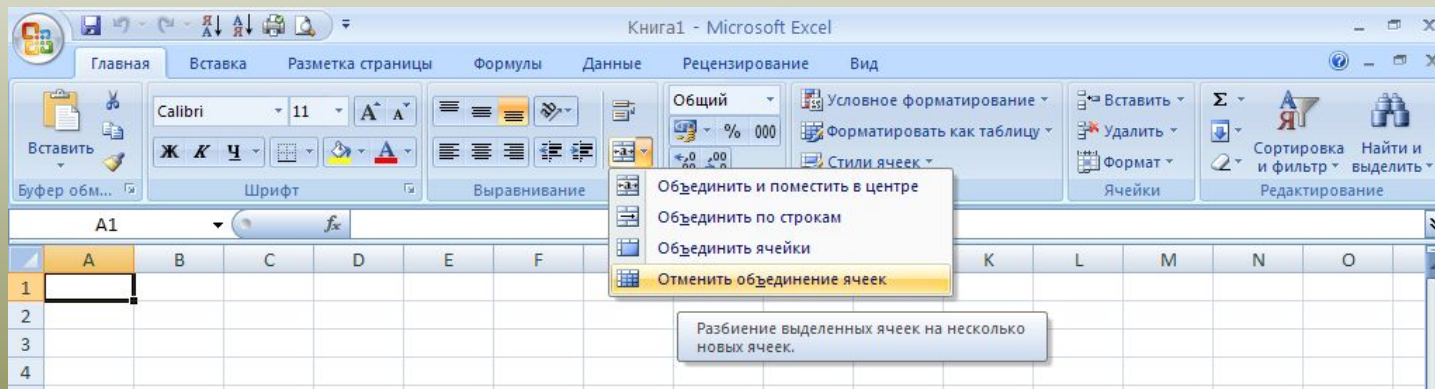 Книга1 - Microsoft Excel
Главная Вставка Разметка страницы Формулы Данные Рецензирование Вид
Calibri 11 А А Общий Условное форматирование Вставить Σ
Вставить Ж К Ч А % 000 Форматировать как таблицу Удалить Сортировка и фильтр Найти и выделить
Стили ячеек Формат
Буфер обм... Шрифт Выравнивание Ячейки Редактирование
Объединить и поместить в центре
Объединить по строкам
Объединить ячейки
Отменить объединение ячеек
Разбиение выделенных ячеек на несколько
новых ячеек.
A1 fx
A B C D E F K L M N O
1
2
3
4